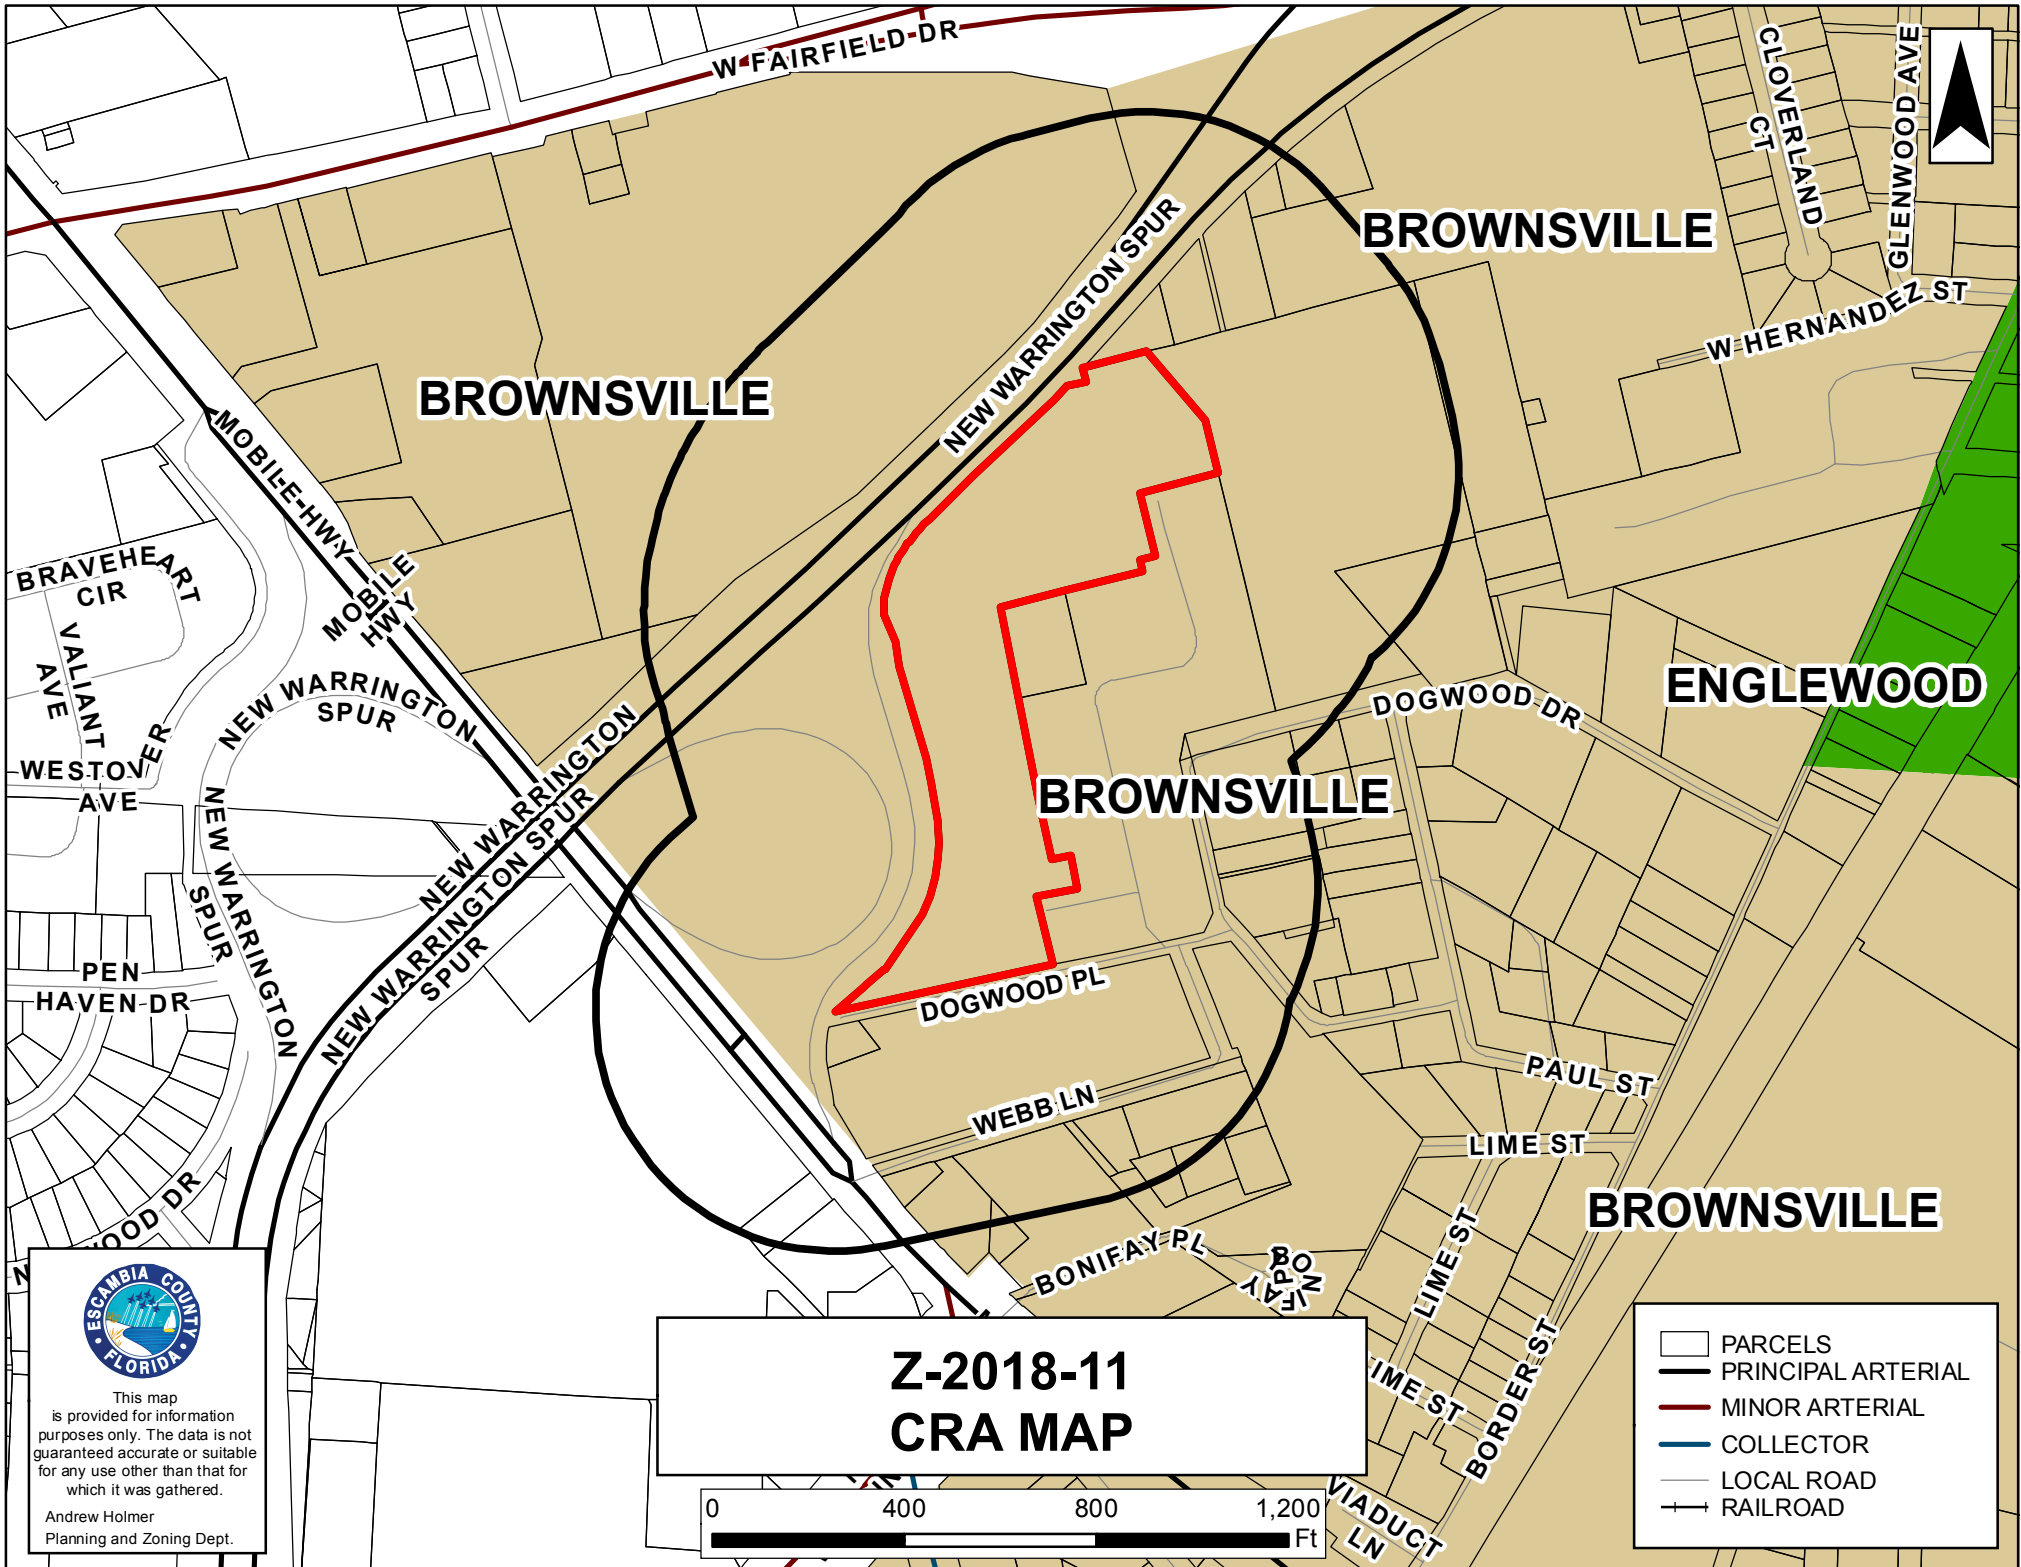 W FAIRFIELD DR
CLOVERLAND
CT
GLENWOOD AVE
BROWNSVILLE
NEW WARRINGTON SPUR
W HERNANDEZ ST
BROWNSVILLE
MOBILE HWY
MOBILE
HWY
BRAVEHEART
CIR
VALIANT
AVE
NEW WARRINGTON
SPUR
ENGLEWOOD
DOGWOOD DR
WESTOVER
AVE
NEW WARRINGTON
BROWNSVILLE
NEW WARRINGTON
SPUR
NEW WARRINGTON SPUR
SPUR
PEN
HAVEN DR
DOGWOOD PL
WEBB LN
PAUL ST
LIME ST
BROWNSVILLE
BONIFAY PL
BONIFAY
PL
LIME ST
OOD DR
N
ESCAMBIA COUNTY
FLORIDA
This map
is provided for information
purposes only. The data is not
guaranteed accurate or suitable
for any use other than that for
which it was gathered.
Andrew Holmer
Planning and Zoning Dept.
Z-2018-11
CRA MAP
0 400 800 1,200
Ft
IME ST
BORDER ST
VIADUCT
LN
PARCELS
PRINCIPAL ARTERIAL
MINOR ARTERIAL
COLLECTOR
LOCAL ROAD
RAILROAD